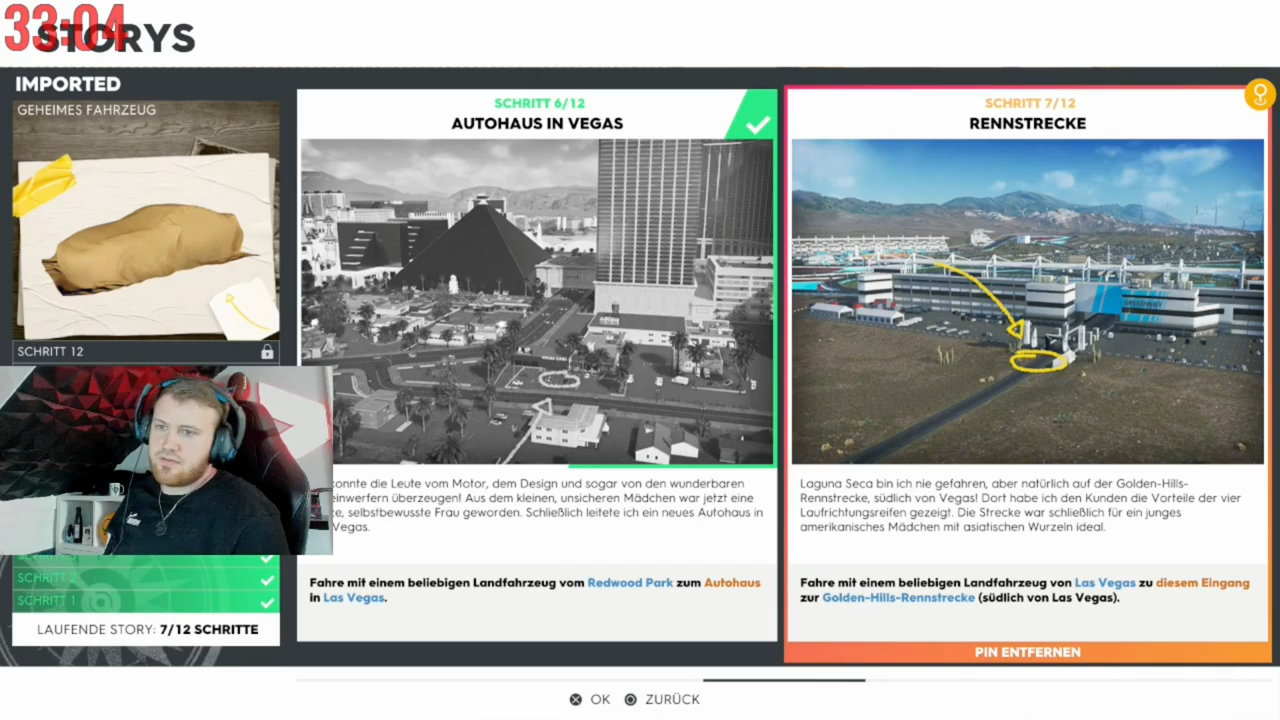 33:04
STORYS
IMPORTED
GEHEIMES FAHRZEUG
SCHRITT 12
SCHRITT 2
SCHRITT 1
LAUFENDE STORY: 7/12 SCHRITTE
SCHRITT 6/12
AUTOHAUS IN VEGAS
konnte die Leute vom Motor, dem Design und sogar von den wunderbaren
einwerfern überzeugen! Aus dem kleinen, unsicheren Mädchen war jetzt eine
selbstbewusste Frau geworden. Schließlich leitete ich ein neues Autohaus in
Vegas.
Fahre mit einem beliebigen Landfahrzeug vom Redwood Park zum Autohaus
in Las Vegas.
SCHRITT 7/12
RENNSTRECKE
SPEEDWAY
Laguna Seca bin ich nie gefahren, aber natürlich auf der Golden-Hills-
Rennstrecke, südlich von Vegas! Dort habe ich den Kunden die Vorteile der vier
Laufrichtungsreifen gezeigt. Die Strecke war schließlich für ein junges
amerikanisches Mädchen mit asiatischen Wurzeln ideal.
Fahre mit einem beliebigen Landfahrzeug von Las Vegas zu diesem Eingang
zur Golden-Hills-Rennstrecke (südlich von Las Vegas).
PIN ENTFERNEN
OK ZURÜCK